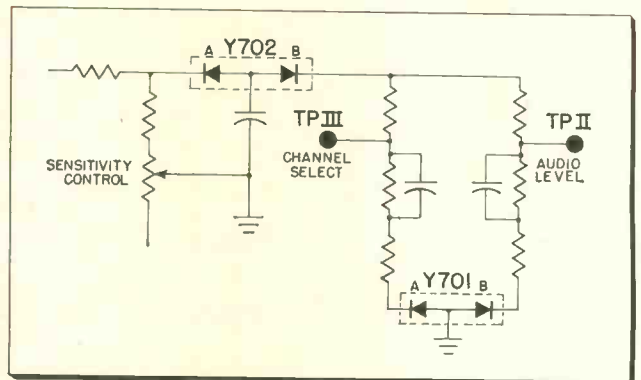 A Y702 B
TP III
CHANNEL
SELECT
TP II
AUDIO
LEVEL
SENSITIVITY
CONTROL
A Y701 B